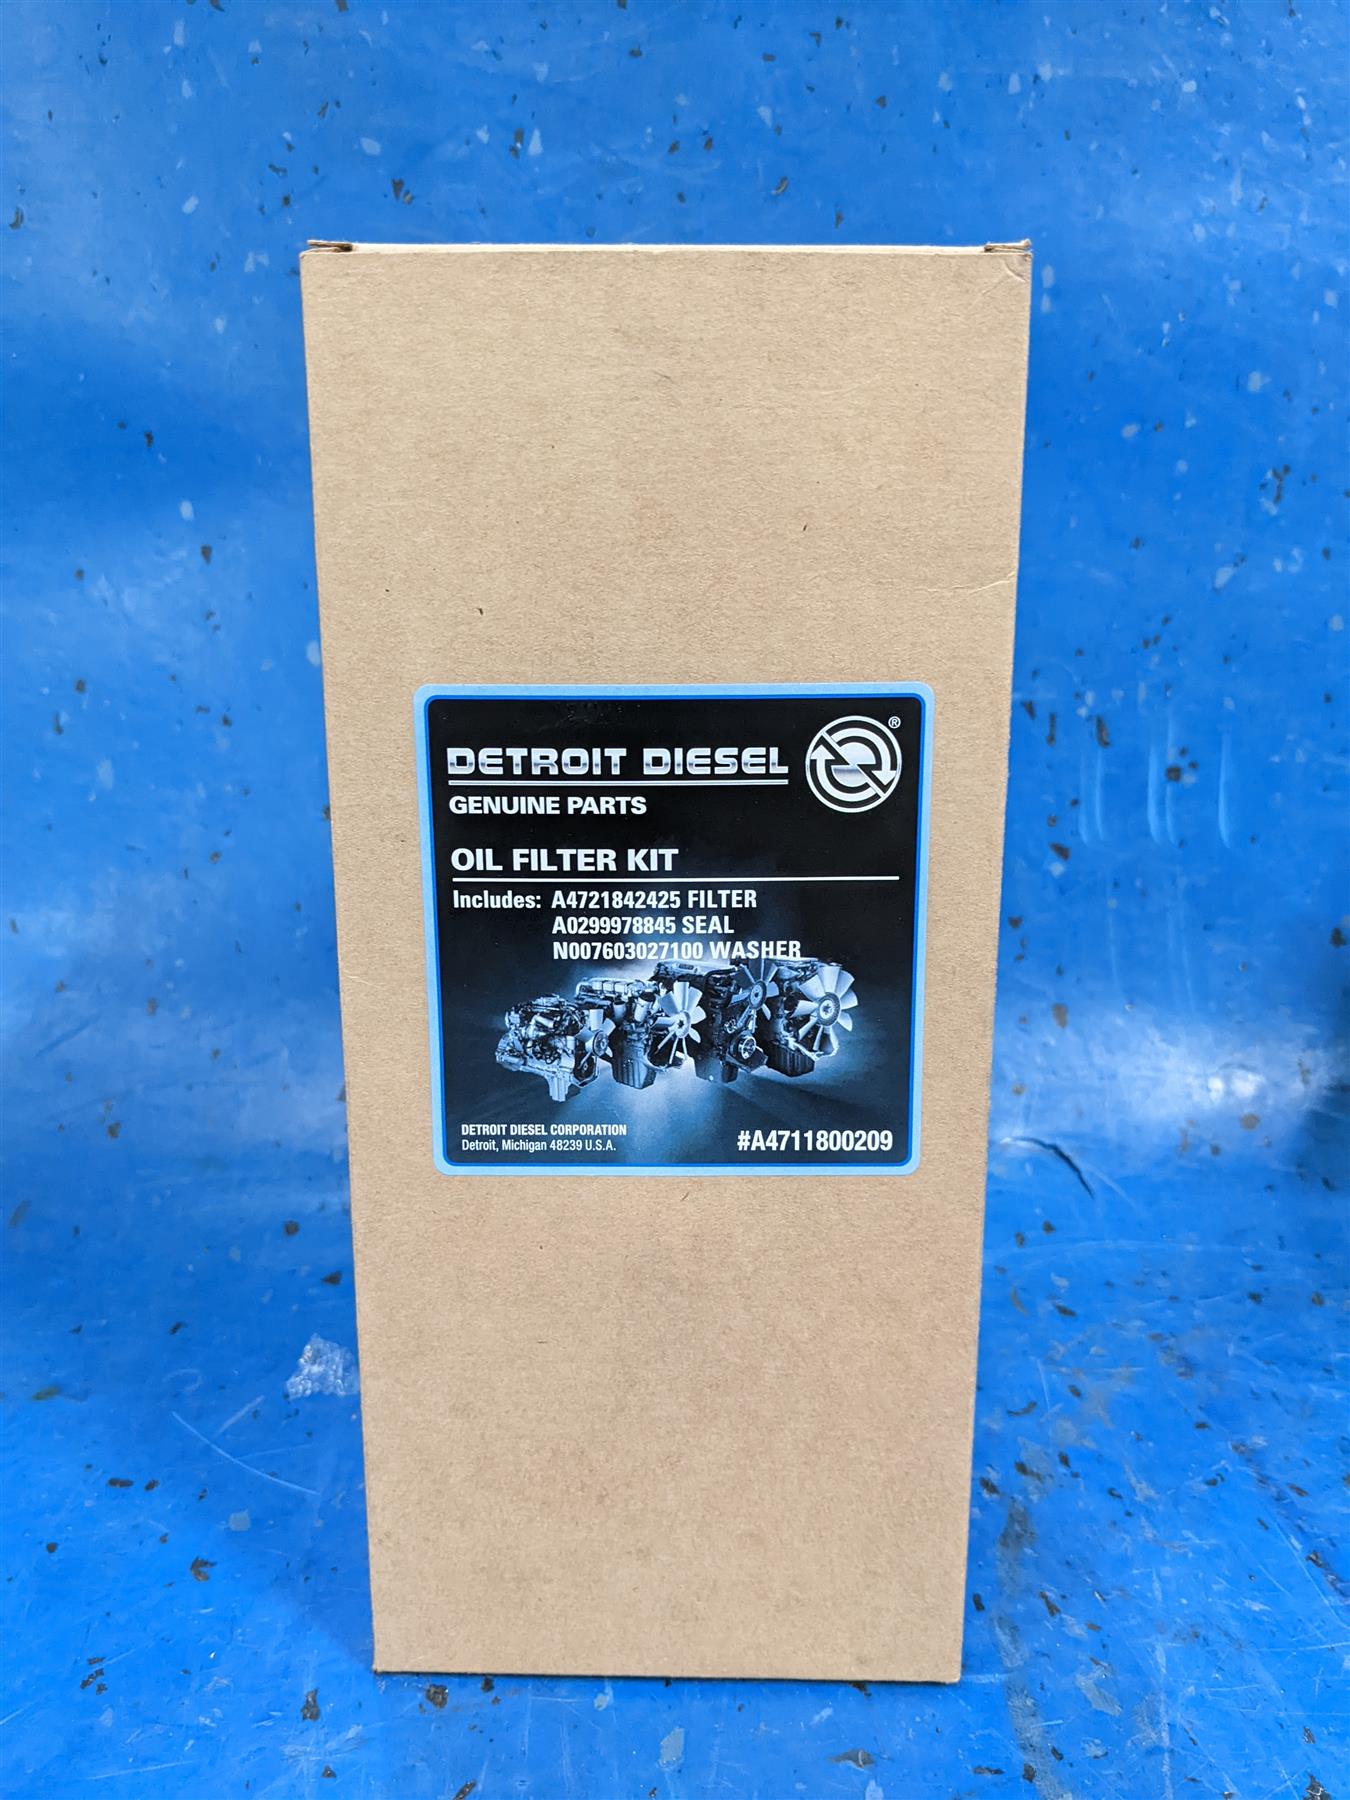 DETROIT DIESEL ®
GENUINE PARTS
OIL FILTER KIT
Includes: A4721842425 FILTER
A0299978845 SEAL
N007603027100 WASHER
DETROIT DIESEL CORPORATION
Detroit, Michigan 48239 U.S.A.
#A4711800209